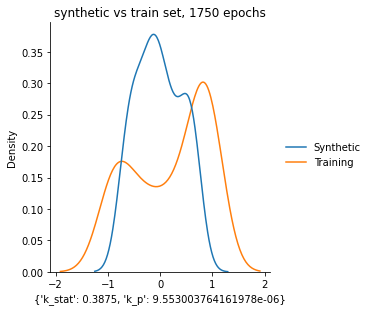 synthetic vs train set, 1750 epochs
0.35
0.30
0.25
0.20
0.15
0.10
0.05
0.00
Density
−2
−1
0
1
2
Synthetic
Training
{'k_stat': 0.3875, 'k_p': 9.553003764161978e-06}